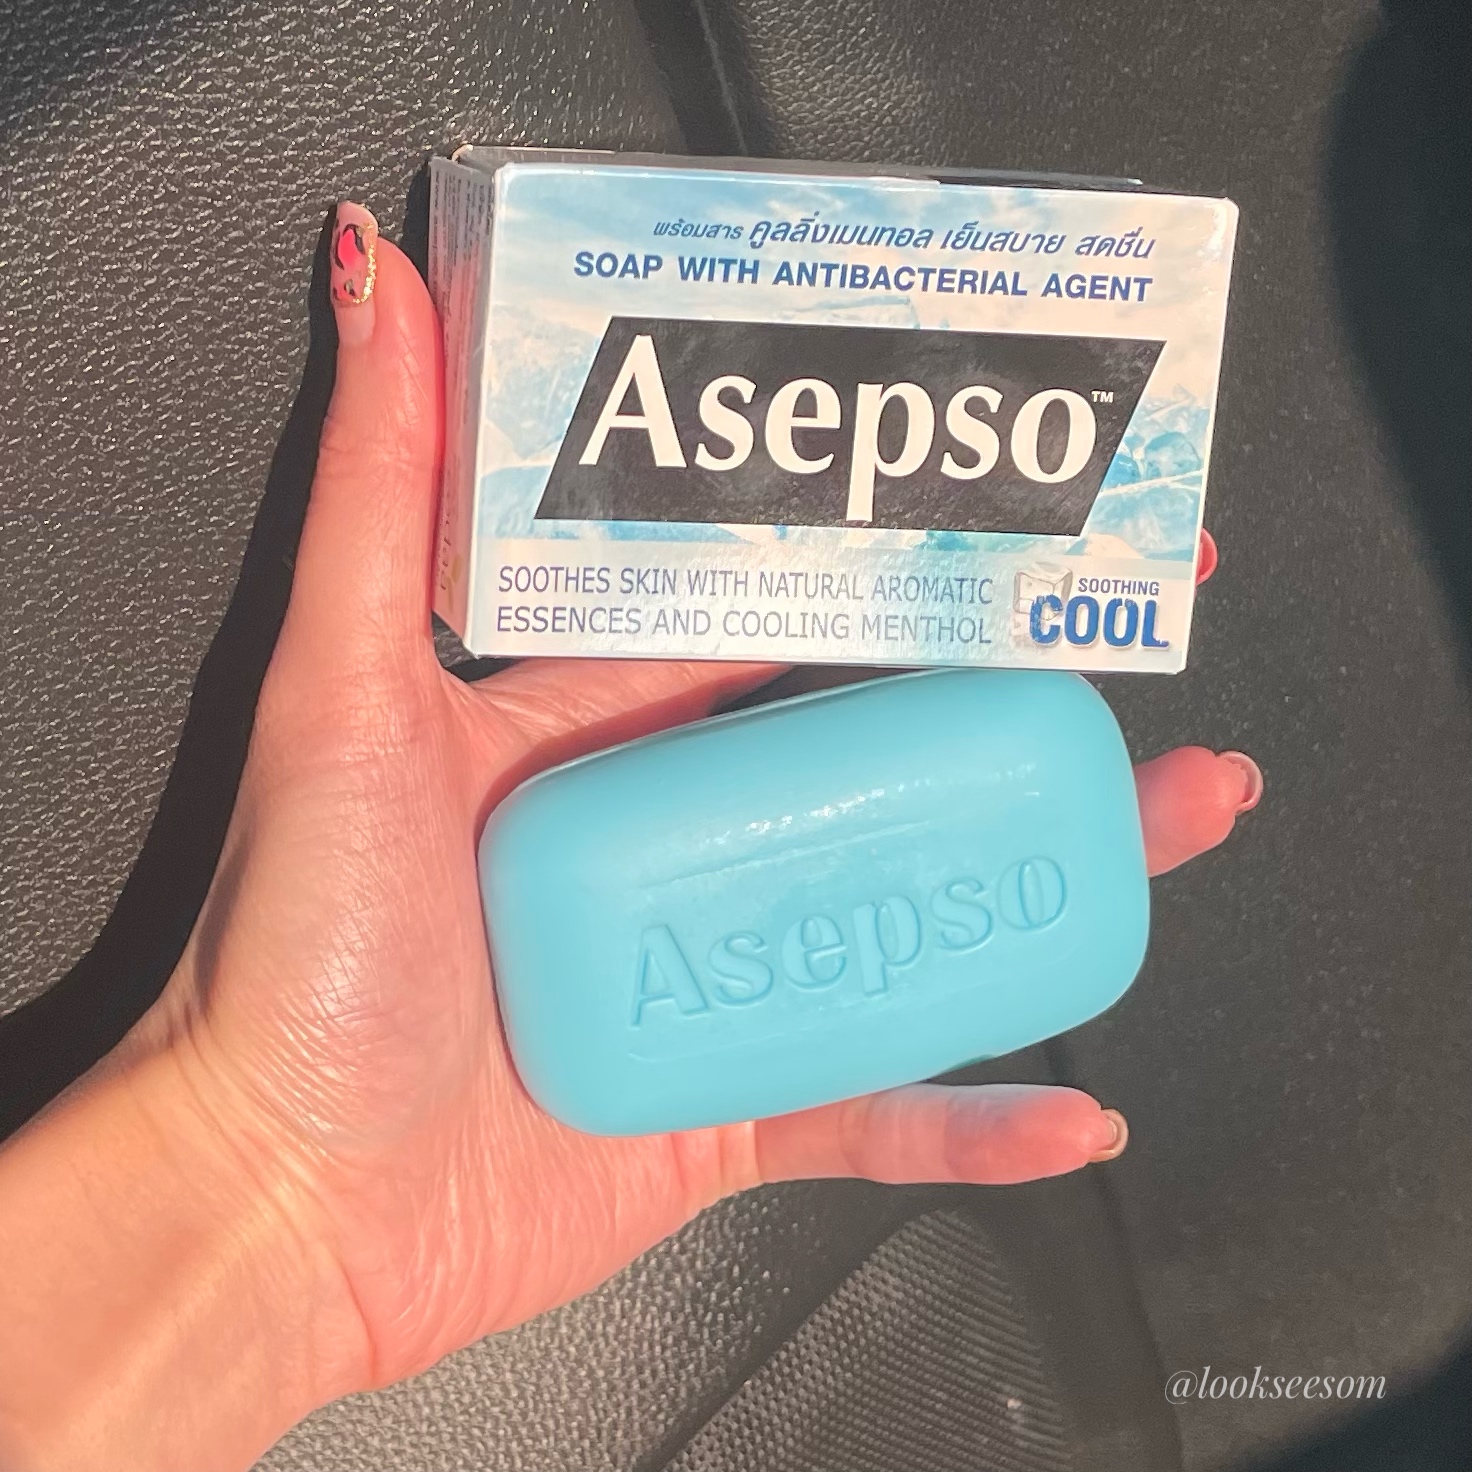 พร้อมสาร คูลลิ่งเมนทอล เย็นสบาย สดชื่น
SOAP WITH ANTIBACTERIAL AGENT
Asepso™
SOOTHES SKIN WITH NATURAL AROMATIC
ESSENCES AND COOLING MENTHOL
SOOTHING
COOL
Asepso
@lookseesom